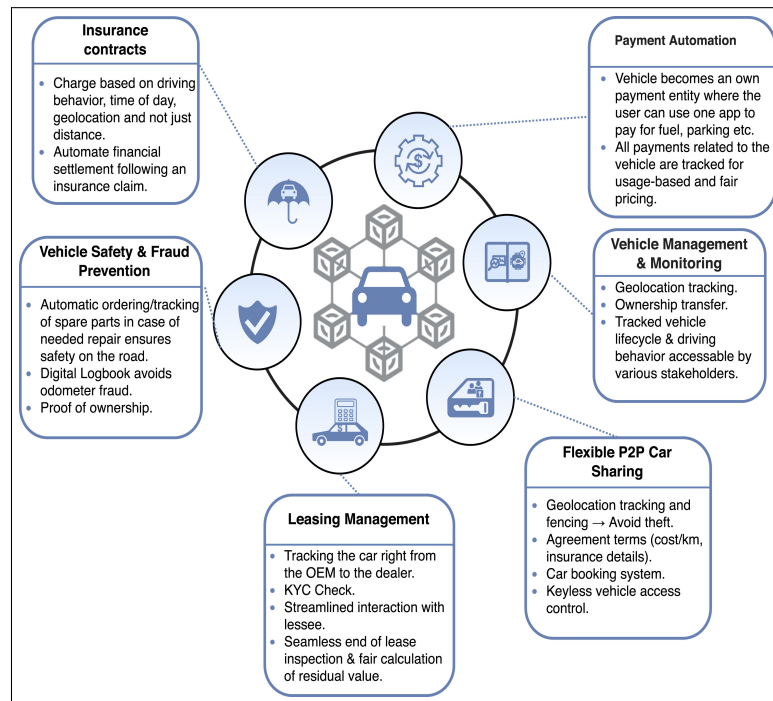 Insurance
contracts
• Charge based on driving
behavior, time of day,
geolocation and not just
distance.
• Automate financial
settlement following an
insurance claim.
Payment Automation
• Vehicle becomes an own
payment entity where the
user can use one app to
pay for fuel, parking etc.
• All payments related to the
vehicle are tracked for
usage-based and fair
pricing.
$
Vehicle Safety & Fraud
Prevention
• Automatic ordering/tracking
of spare parts in case of
needed repair ensures
safety on the road.
• Digital Logbook avoids
odometer fraud.
• Proof of ownership.
Vehicle Management
& Monitoring
• Geolocation tracking.
• Ownership transfer.
• Tracked vehicle
lifecycle & driving
behavior accessable by
various stakeholders.
$
Leasing Management
• Tracking the car right from
the OEM to the dealer.
• KYC Check.
• Streamlined interaction with
lessee.
• Seamless end of lease
inspection & fair calculation
of residual value.
Flexible P2P Car
Sharing
• Geolocation tracking and
fencing → Avoid theft.
• Agreement terms (cost/km,
insurance details).
• Car booking system.
• Keyless vehicle access
control.